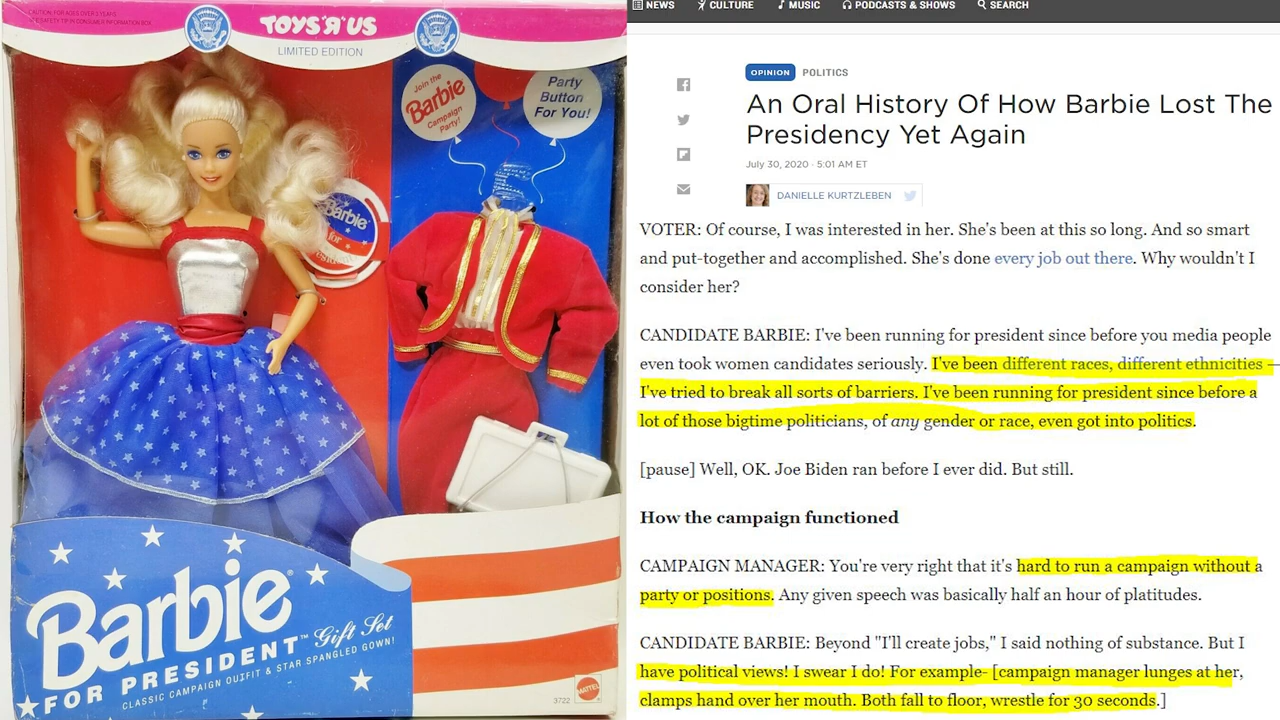 CAUTION: FOR AGES OVER 3 YEARS
TOYS"R"US
LIMITED EDITION
Join the
Barbie
Campaign
Party!
Party
Button
For You!
Barbie
for
Barbie
FOR PRESIDENT™ Gift Set
CLASSIC CAMPAIGN OUTFIT & STAR SPANGLED GOWN!
3722
MATTEL
NEWS CULTURE MUSIC PODCASTS & SHOWS SEARCH
OPINION POLITICS
An Oral History Of How Barbie Lost The
Presidency Yet Again
July 30, 2020 · 5:01 AM ET
DANIELLE KURTZLEBEN
VOTER: Of course, I was interested in her. She's been at this so long. And so smart
and put-together and accomplished. She's done every job out there. Why wouldn't I
consider her?
CANDIDATE BARBIE: I've been running for president since before you media people
even took women candidates seriously. I've been different races, different ethnicities —
I've tried to break all sorts of barriers. I've been running for president since before a
lot of those bigtime politicians, of any gender or race, even got into politics.
[pause] Well, OK. Joe Biden ran before I ever did. But still.
How the campaign functioned
CAMPAIGN MANAGER: You're very right that it's hard to run a campaign without a
party or positions. Any given speech was basically half an hour of platitudes.
CANDIDATE BARBIE: Beyond "I'll create jobs," I said nothing of substance. But I
have political views! I swear I do! For example- [campaign manager lunges at her,
clamps hand over her mouth. Both fall to floor, wrestle for 30 seconds.]